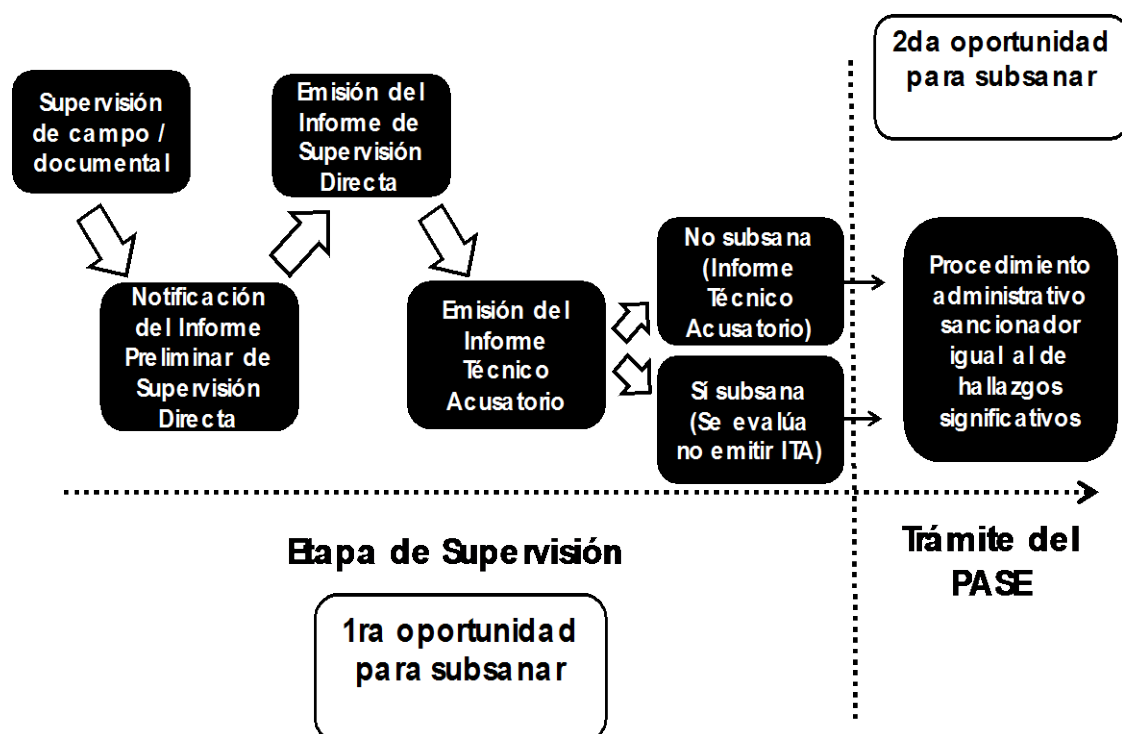 Supervisión
de campo /
documental
Notificación
del Informe
Preliminar de
Supervisión
Directa
Emisión del
Informe de
Supervisión
Directa
Emisión del
Informe
Técnico
Acusatorio
No subsana
(Informe
Técnico
Acusatorio)
Sí subsana
(Se evalúa
no emitir ITA)
2da oportunidad
para subsanar
Procedimiento
administrativo
sancionador
igual al de
hallazgos
significativos
Etapa de Supervisión
1ra oportunidad
para subsanar
Trámite del
PASE